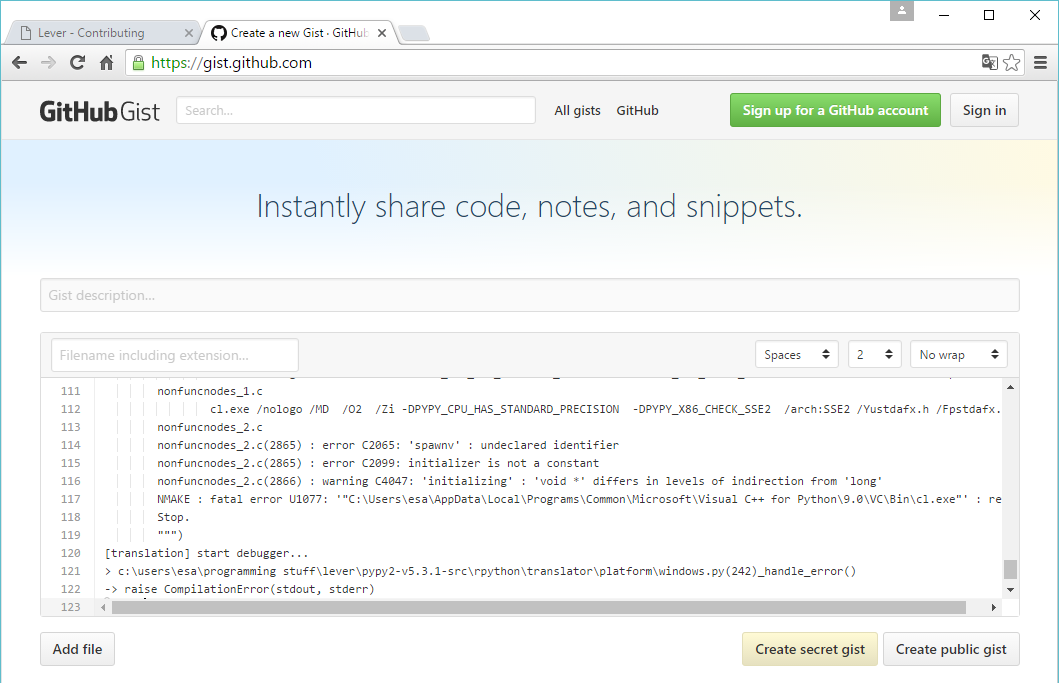 Lever - Contributing
Create a new Gist · GitHub
https://gist.github.com
GitHub Gist
Search...
All gists
GitHub
Sign up for a GitHub account
Sign in
Instantly share code, notes, and snippets.
Gist description...
Filename including extension...
Spaces
2
No wrap
111 nonfuncnodes_1.c
112 cl.exe /nologo /MD /O2 /Zi -DPYPY_CPU_HAS_STANDARD_PRECISION -DPYPY_X86_CHECK_SSE2 /arch:SSE2 /Yustdafx.h /Fpstdafx.
113 nonfuncnodes_2.c
114 nonfuncnodes_2.c(2865) : error C2065: 'spawnv' : undeclared identifier
115 nonfuncnodes_2.c(2865) : error C2099: initializer is not a constant
116 nonfuncnodes_2.c(2866) : warning C4047: 'initializing' : 'void *' differs in levels of indirection from 'long'
117 NMAKE : fatal error U1077: '"C:\Users\esa\AppData\Local\Programs\Common\Microsoft\Visual C++ for Python\9.0\VC\Bin\cl.exe"' : re
118 Stop.
119 """)
120 [translation] start debugger...
121 > c:\users\esa\programming stuff\lever\pypy2-v5.3.1-src\rpython\translator\platform\windows.py(242)_handle_error()
122 -> raise CompilationError(stdout, stderr)
123
Add file
Create secret gist
Create public gist